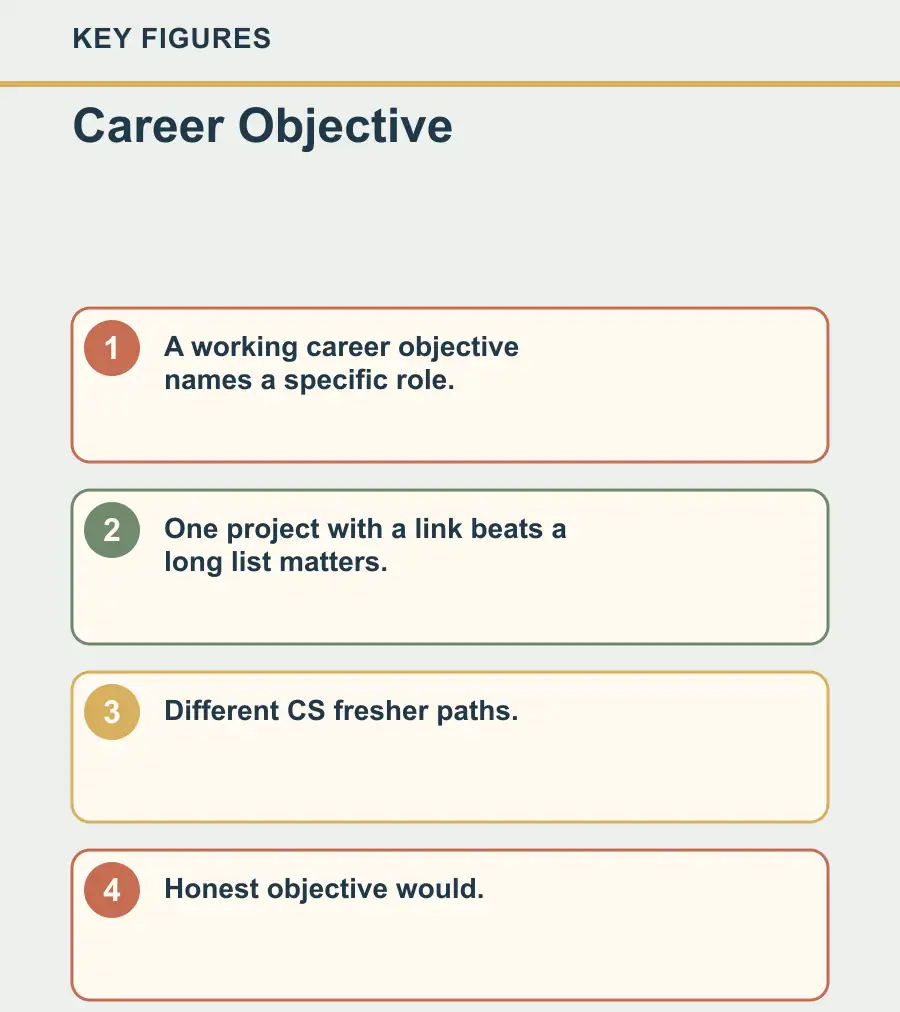 KEY FIGURES
Career Objective
1
A working career objective
names a specific role.
2
One project with a link beats a
long list matters.
3
Different CS fresher paths.
4
Honest objective would.